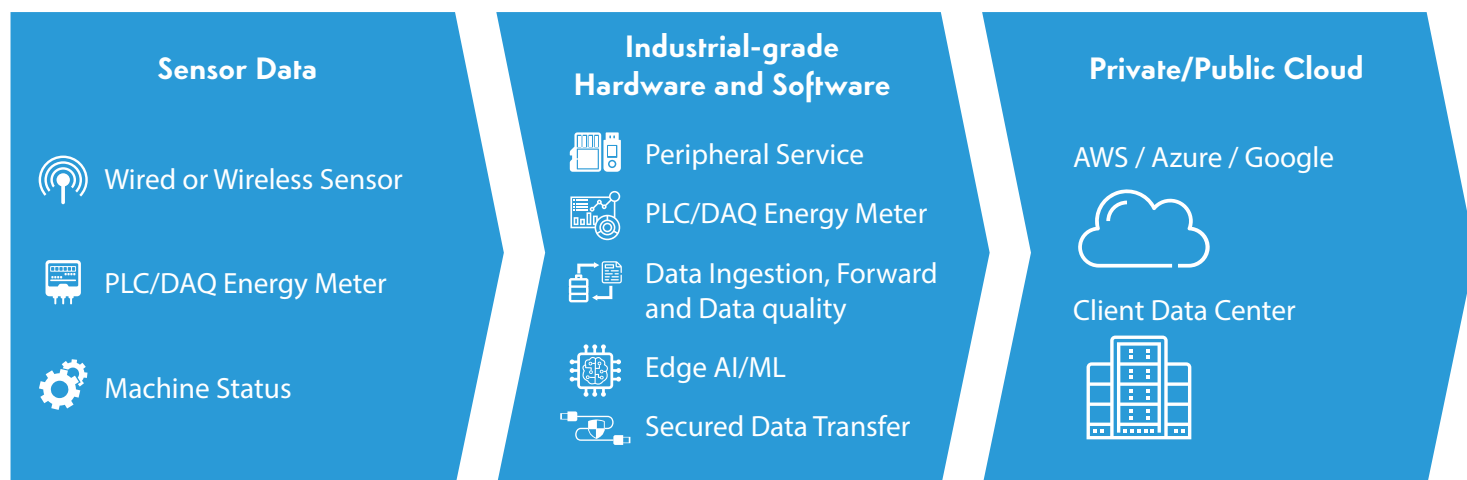 Sensor Data
Wired or Wireless Sensor
PLC/DAQ Energy Meter
Machine Status
Industrial-grade
Hardware and Software
Peripheral Service
PLC/DAQ Energy Meter
Data Ingestion, Forward
and Data quality
Edge AI/ML
Secured Data Transfer
Private/Public Cloud
AWS / Azure / Google
Client Data Center